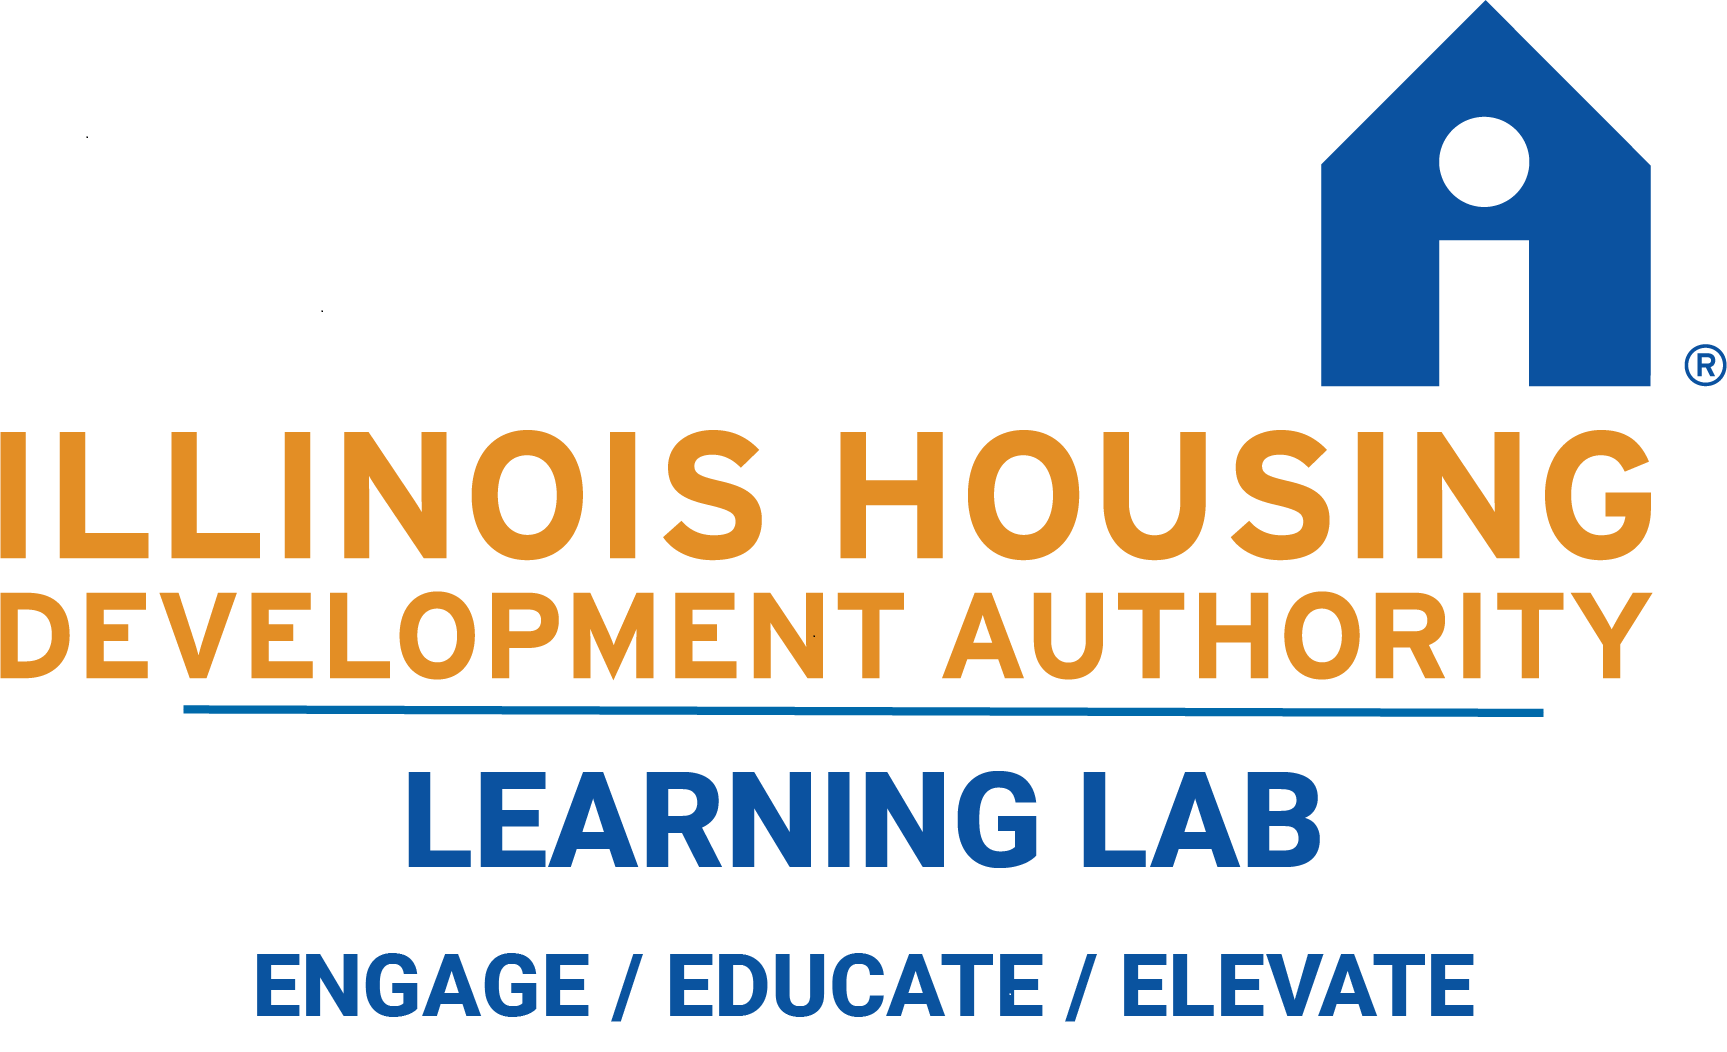 ®
ILLINOIS HOUSING
DEVELOPMENT AUTHORITY
LEARNING LAB
ENGAGE / EDUCATE / ELEVATE